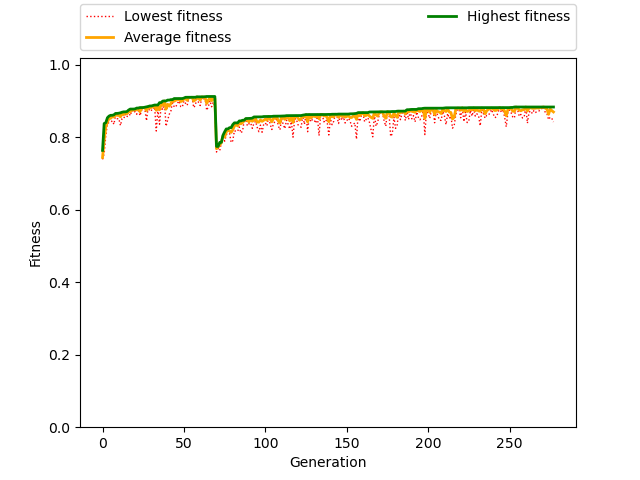 Lowest fitness
Average fitness
Highest fitness
1.0
0.8
0.6
0.4
0.2
0.0
Fitness
0 50 100 150 200 250
Generation